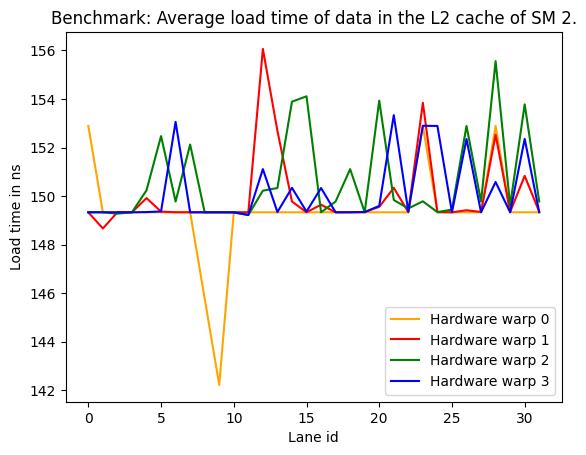 Benchmark: Average load time of data in the L2 cache of SM 2.
Load time in ns
156
154
152
150
148
146
144
142
Hardware warp 0
Hardware warp 1
Hardware warp 2
Hardware warp 3
0 5 10 15 20 25 30
Lane id